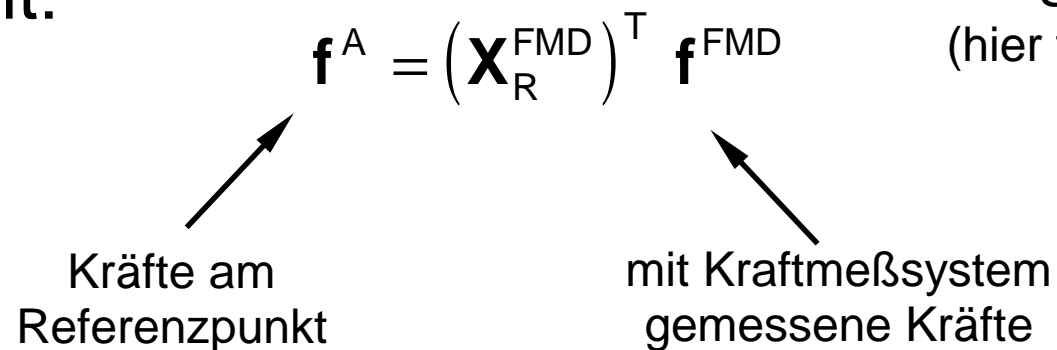 f^A = (X_R^FMD)^T f^FMD
(hier
Kräfte am
Referenzpunkt
mit Kraftmeßsystem
gemessene Kräfte